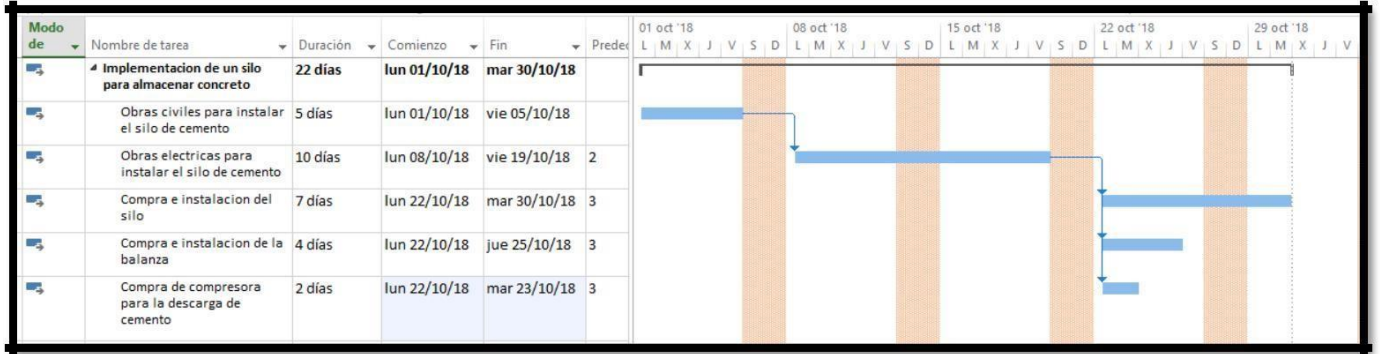 Modo de Nombre de tarea Duración Comienzo Fin Predec
01 oct '18 08 oct '18 15 oct '18 22 oct '18 29 oct '18
L M X J V S D L M X J V S D L M X J V S D L M X J V S D L M X J V
Implementacion de un silo 22 días lun 01/10/18 mar 30/10/18
para almacenar concreto
Obras civiles para instalar 5 días lun 01/10/18 vie 05/10/18
el silo de cemento
Obras electricas para 10 días lun 08/10/18 vie 19/10/18 2
instalar el silo de cemento
Compra e instalacion del 7 días lun 22/10/18 mar 30/10/18 3
silo
Compra e instalacion de la 4 días lun 22/10/18 jue 25/10/18 3
balanza
Compra de compresora 2 días lun 22/10/18 mar 23/10/18 3
para la descarga de
cemento